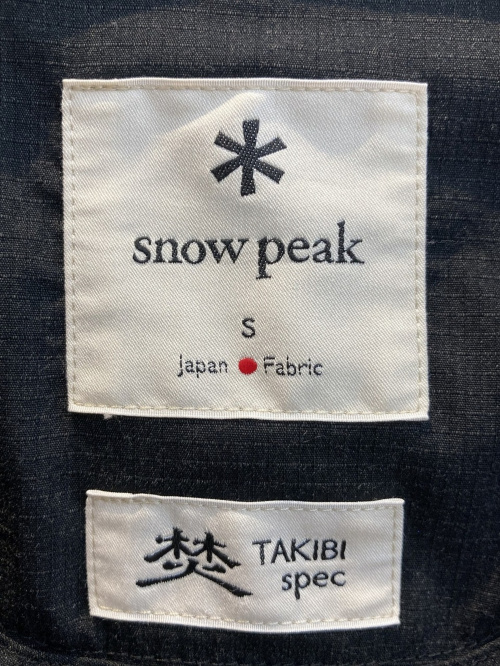 snow peak
S
Japan Fabric
焚 TAKIBI
spec